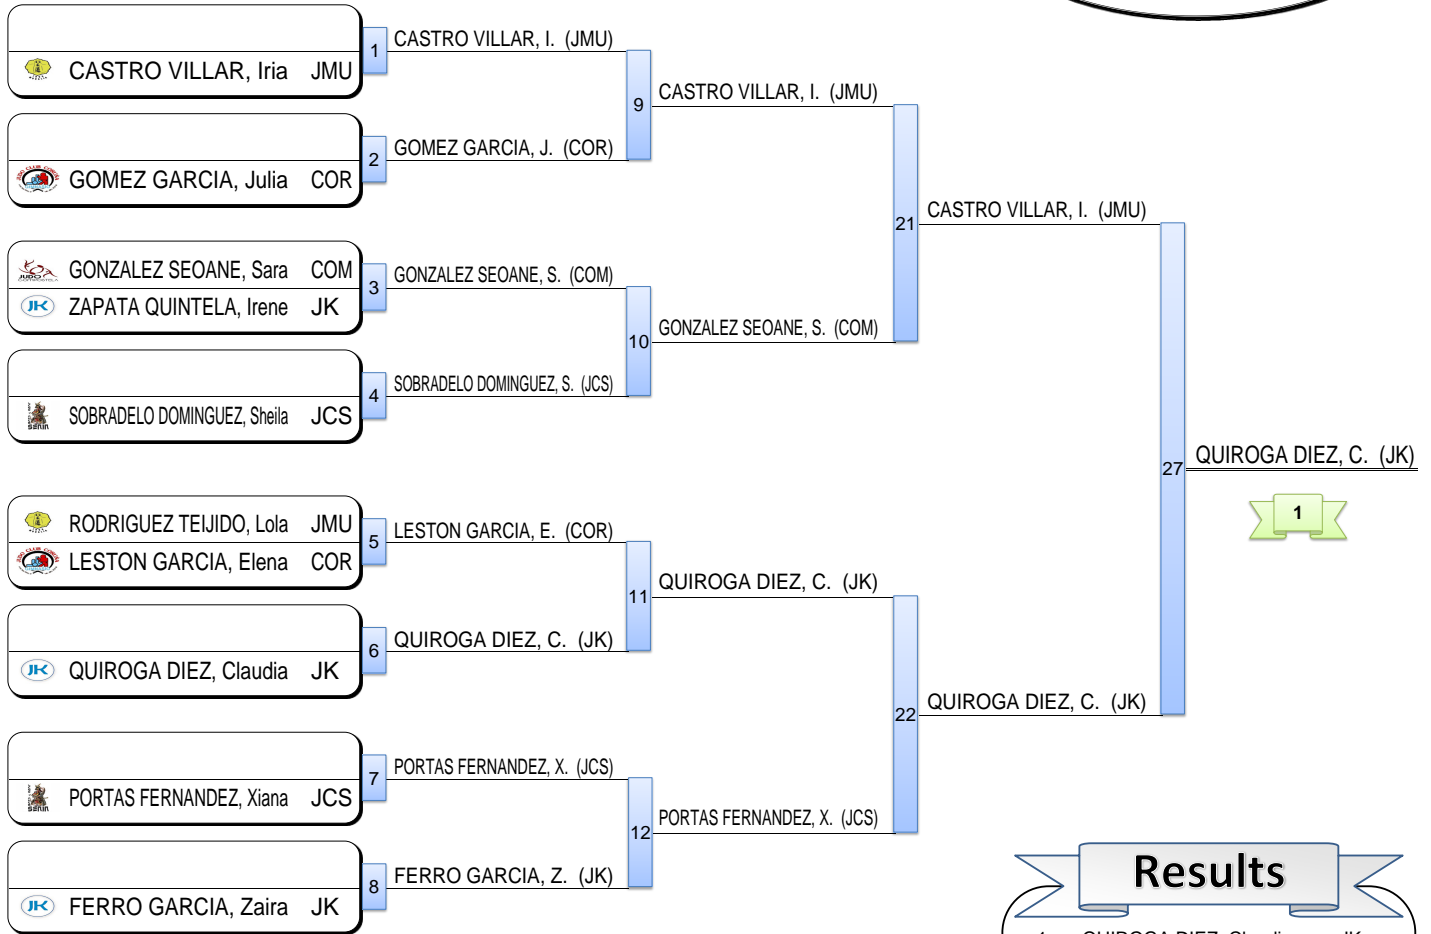 CASTRO VILLAR, Iria JMU
1
CASTRO VILLAR, I. (JMU)
GOMEZ GARCIA, Julia COR
2
GOMEZ GARCIA, J. (COR)
9
CASTRO VILLAR, I. (JMU)
GONZALEZ SEOANE, Sara COM
ZAPATA QUINTELA, Irene JK
3
GONZALEZ SEOANE, S. (COM)
SOBRADELO DOMINGUEZ, Sheila JCS
4
SOBRADELO DOMINGUEZ, S. (JCS)
10
GONZALEZ SEOANE, S. (COM)
21
CASTRO VILLAR, I. (JMU)
RODRIGUEZ TEIJIDO, Lola JMU
LESTON GARCIA, Elena COR
5
LESTON GARCIA, E. (COR)
QUIROGA DIEZ, Claudia JK
6
QUIROGA DIEZ, C. (JK)
11
QUIROGA DIEZ, C. (JK)
PORTAS FERNANDEZ, Xiana JCS
7
PORTAS FERNANDEZ, X. (JCS)
FERRO GARCIA, Zaira JK
8
FERRO GARCIA, Z. (JK)
12
PORTAS FERNANDEZ, X. (JCS)
22
QUIROGA DIEZ, C. (JK)
27
QUIROGA DIEZ, C. (JK)
1
Results
1 QUIROGA DIEZ, Claudia JK